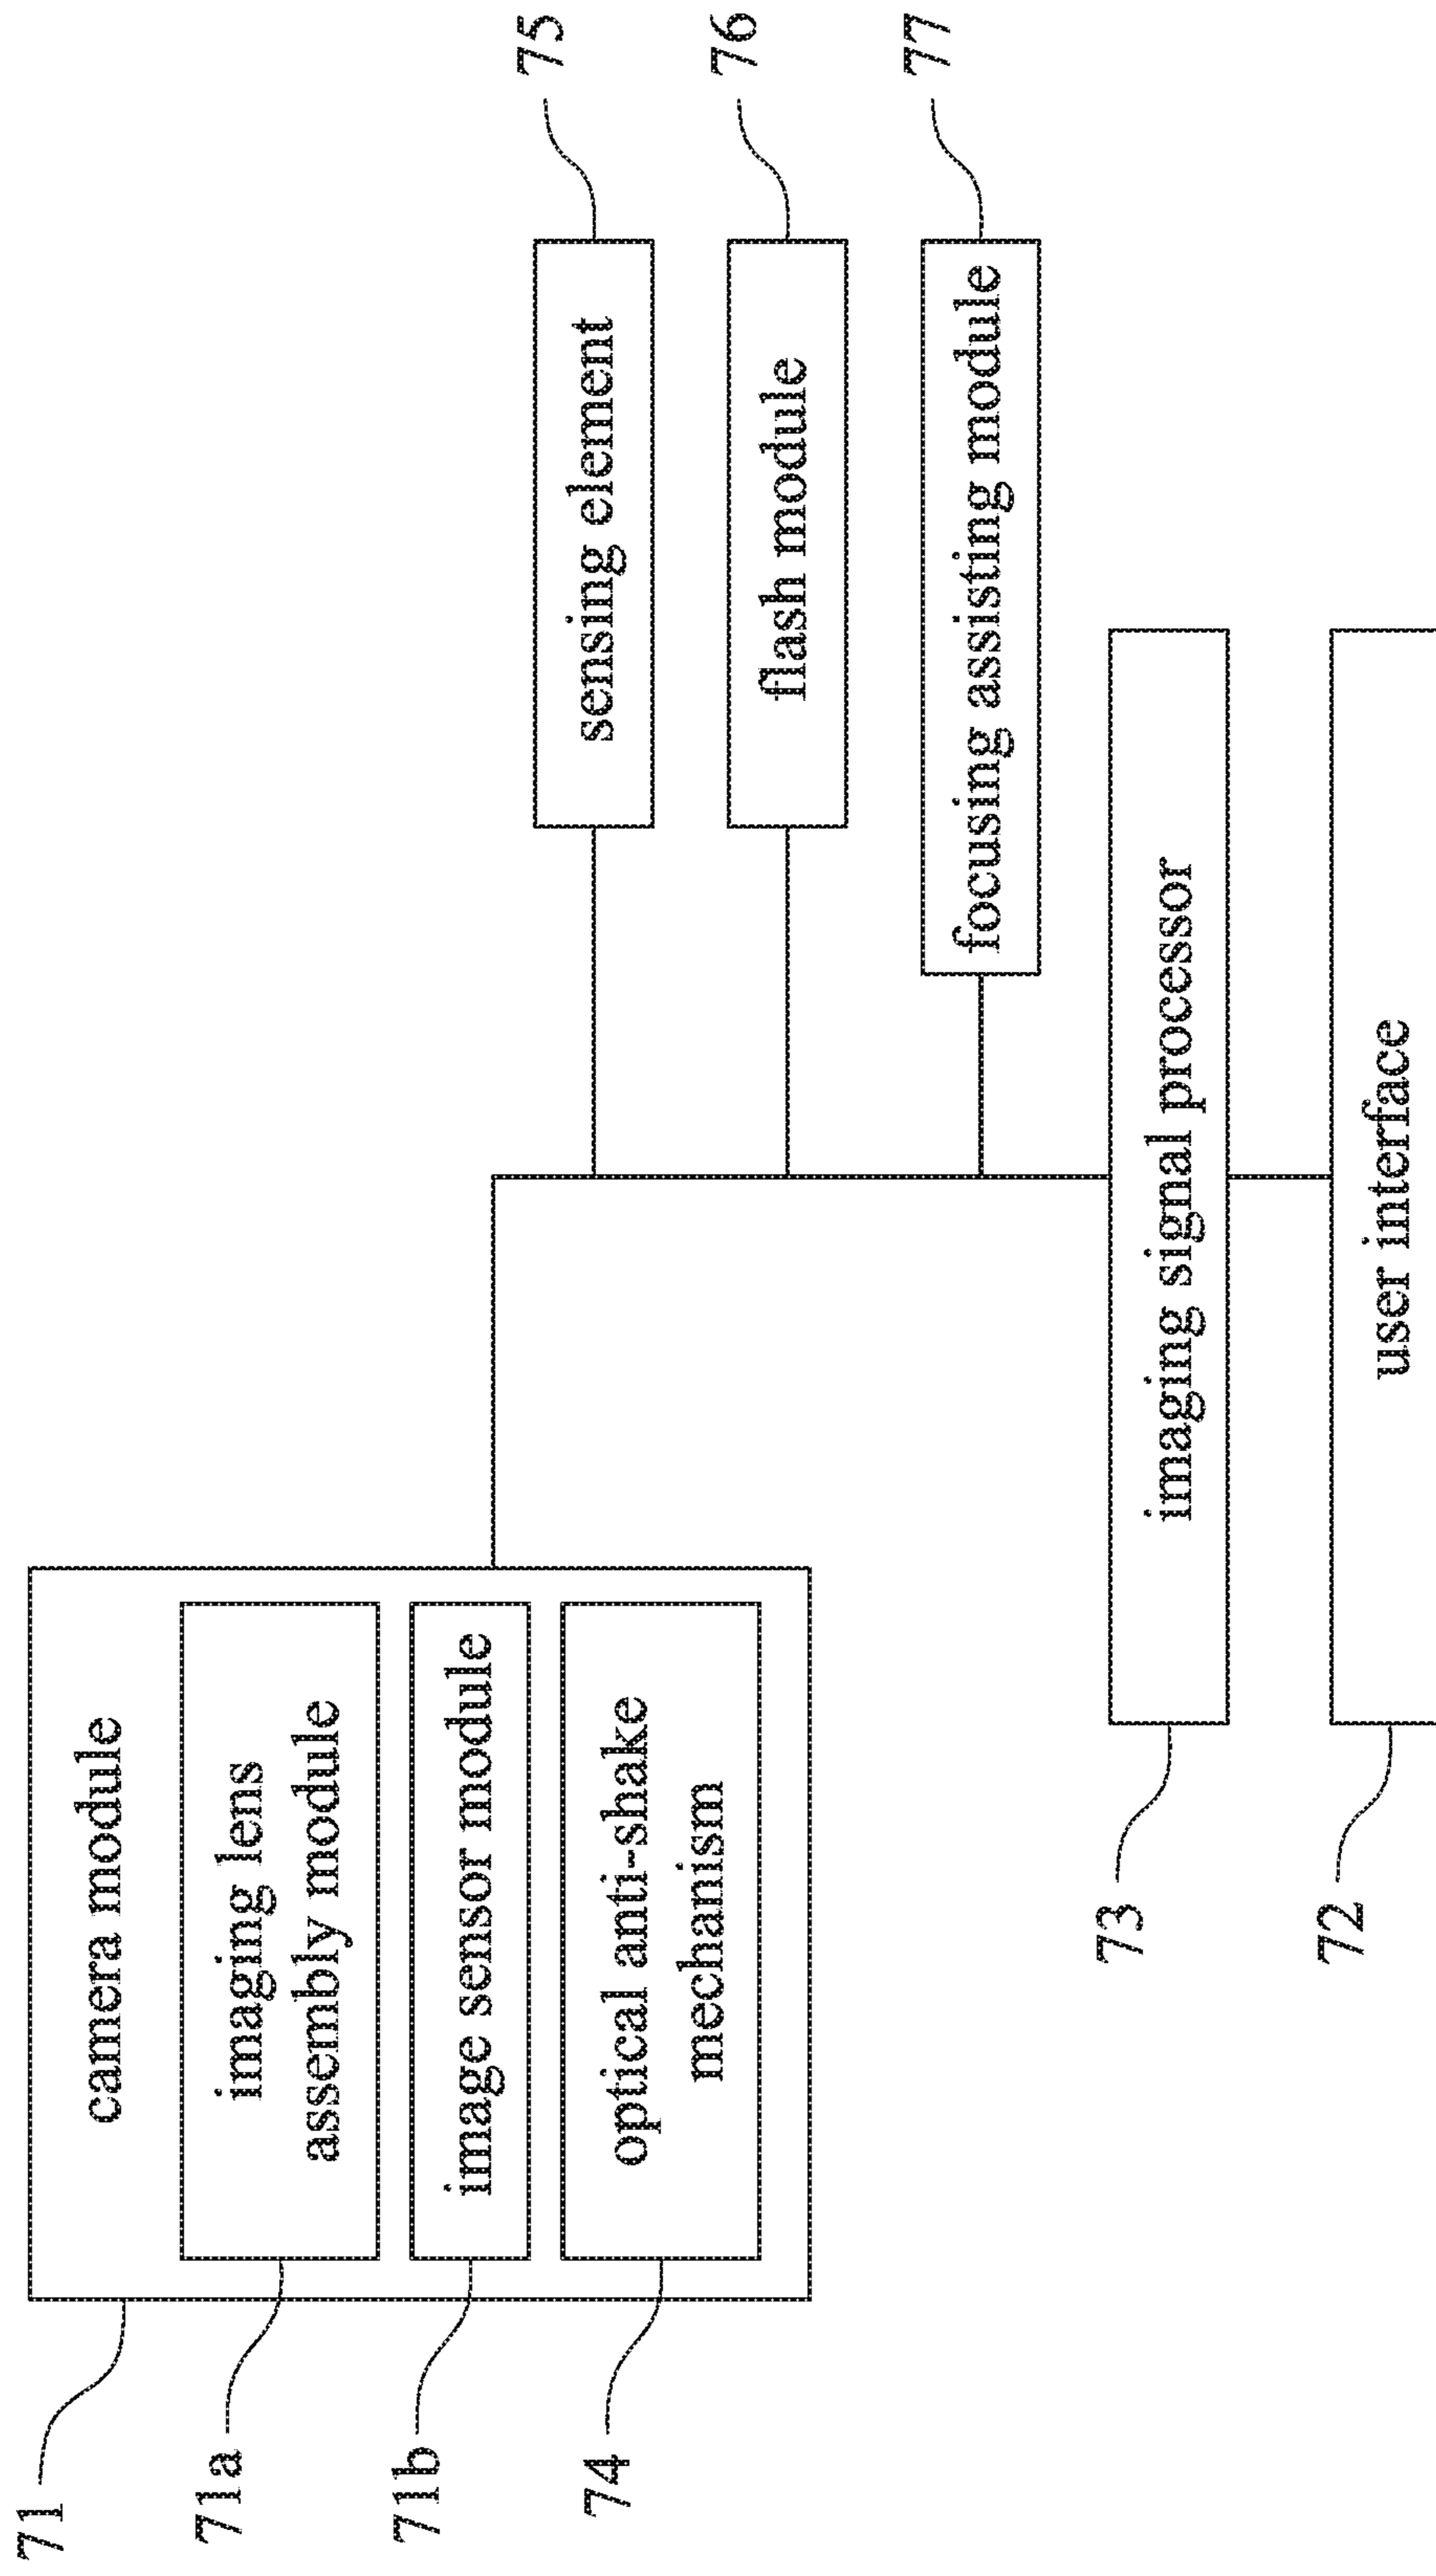 71
camera module
71a
imaging lens
assembly module
71b
image sensor module
74
optical anti-shake
mechanism
sensing element
75
flash module
76
focusing assisting module
77
73
imaging signal processor
72
user interface